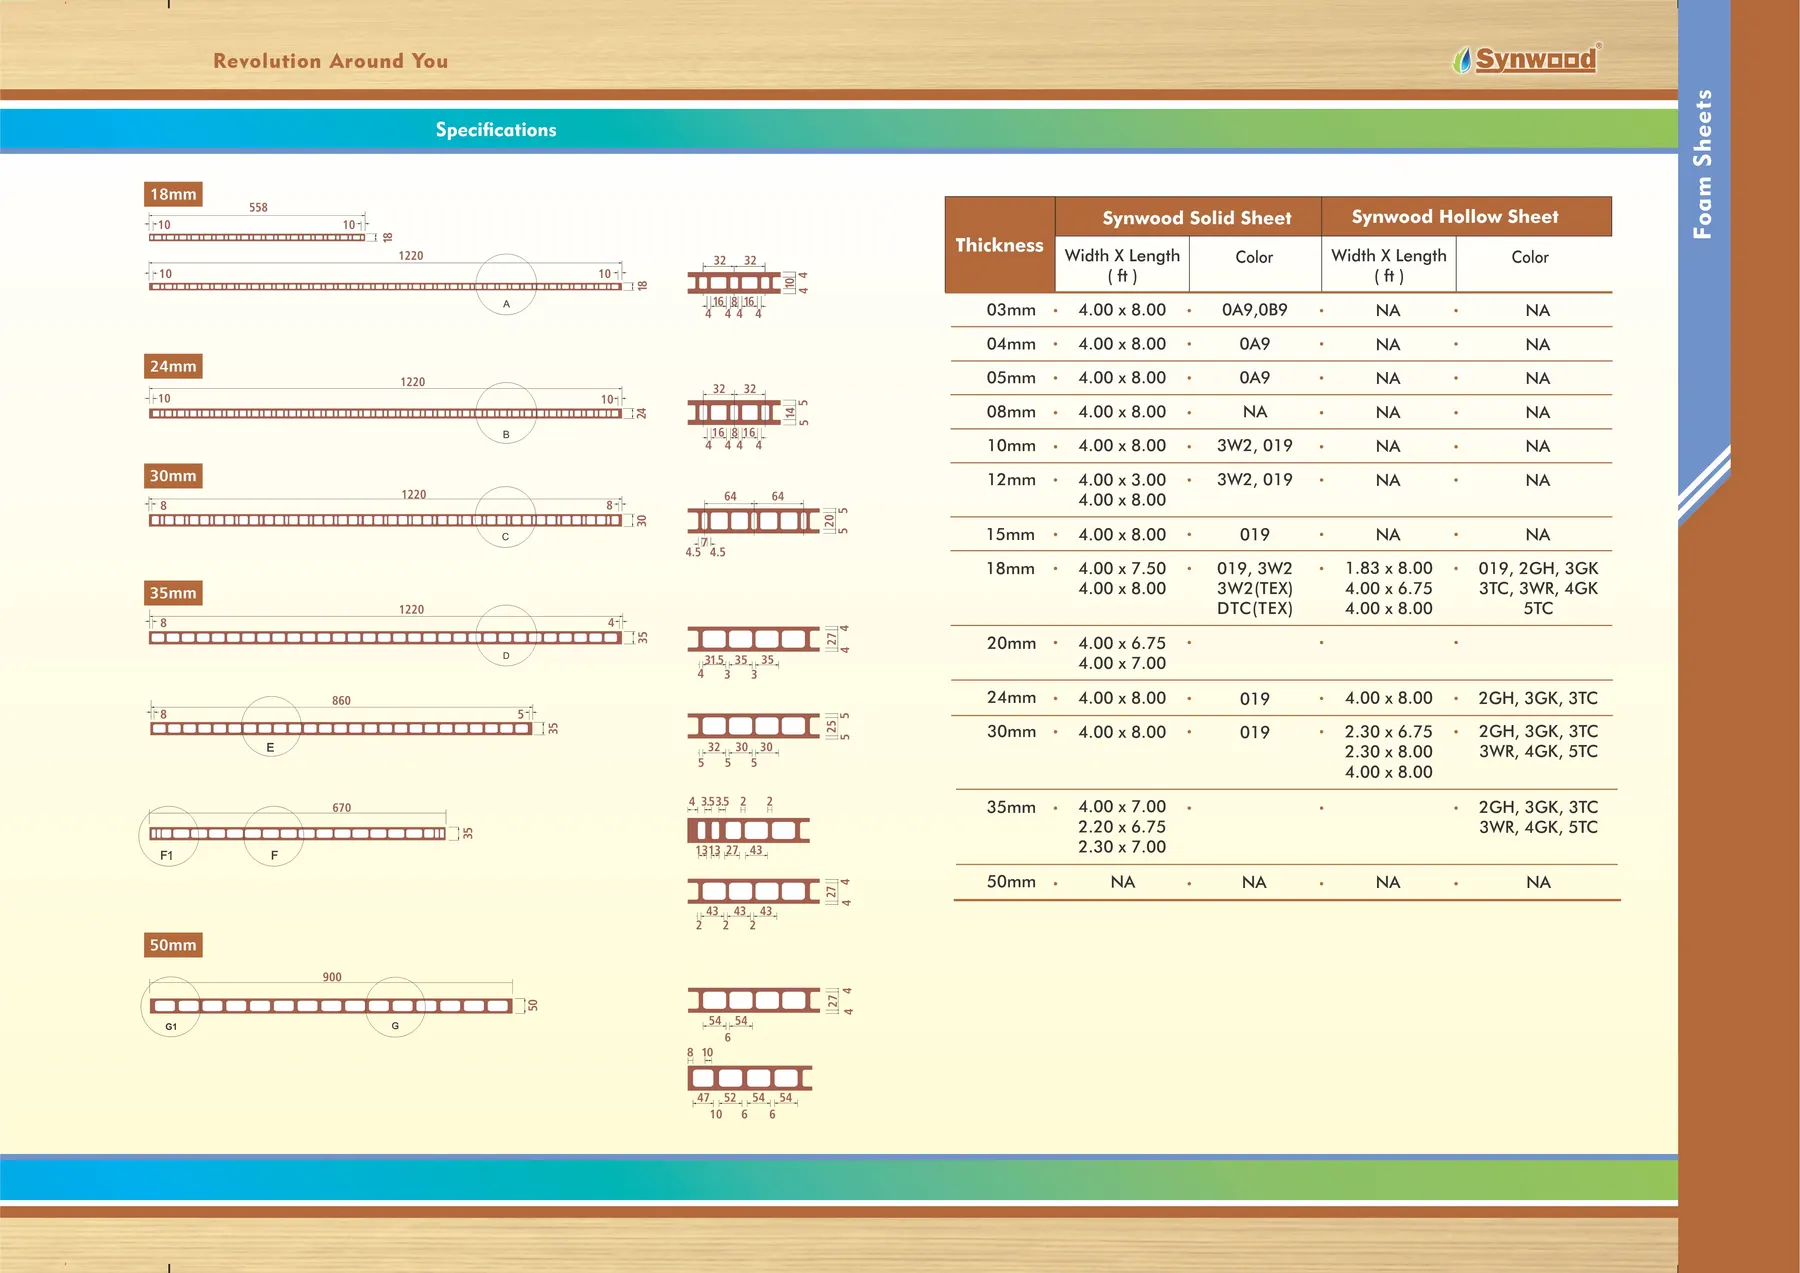 Revolution Around You
Synwood®
Foam Sheets
Specifications
18mm
558
10 10
18
1220
10 10
18
A
32 32
4
10
4
16 8 16
4 4 4 4
24mm
1220
10 10
24
B
32 32
5
14
5
16 8 16
4 4 4 4
30mm
1220
8 8
30
C
64 64
5
20
5
7
4.5 4.5
35mm
1220
8 4
35
D
4
27
4
31.5 35 35
4 3 3
860
8 5
35
E
5
25
5
32 30 30
5 5 5
670
35
F1 F
4 3.5 3.5 2 2
13 13 27 43
4
27
4
43 43 43
2 2 2
50mm
900
50
G1 G
4
27
4
54 54
6
8 10
47 52 54 54
10 6 6
Thickness Synwood Solid Sheet Synwood Hollow Sheet
Width X Length Color Width X Length Color
( ft ) ( ft )
03mm • 4.00 x 8.00 • 0A9,0B9 • NA • NA
04mm • 4.00 x 8.00 • 0A9 • NA • NA
05mm • 4.00 x 8.00 • 0A9 • NA • NA
08mm • 4.00 x 8.00 • NA • NA • NA
10mm • 4.00 x 8.00 • 3W2, 019 • NA • NA
12mm • 4.00 x 3.00 • 3W2, 019 • NA • NA
4.00 x 8.00
15mm • 4.00 x 8.00 • 019 • NA • NA
18mm • 4.00 x 7.50 • 019, 3W2 • 1.83 x 8.00 • 019, 2GH, 3GK
4.00 x 8.00 3W2(TEX) 4.00 x 6.75 3TC, 3WR, 4GK
DTC(TEX) 4.00 x 8.00 5TC
20mm • 4.00 x 6.75 • • •
4.00 x 7.00
24mm • 4.00 x 8.00 • 019 • 4.00 x 8.00 • 2GH, 3GK, 3TC
30mm • 4.00 x 8.00 • 019 • 2.30 x 6.75 • 2GH, 3GK, 3TC
2.30 x 8.00 3WR, 4GK, 5TC
4.00 x 8.00
35mm • 4.00 x 7.00 • • • 2GH, 3GK, 3TC
2.20 x 6.75 3WR, 4GK, 5TC
2.30 x 7.00
50mm • NA • NA • NA • NA